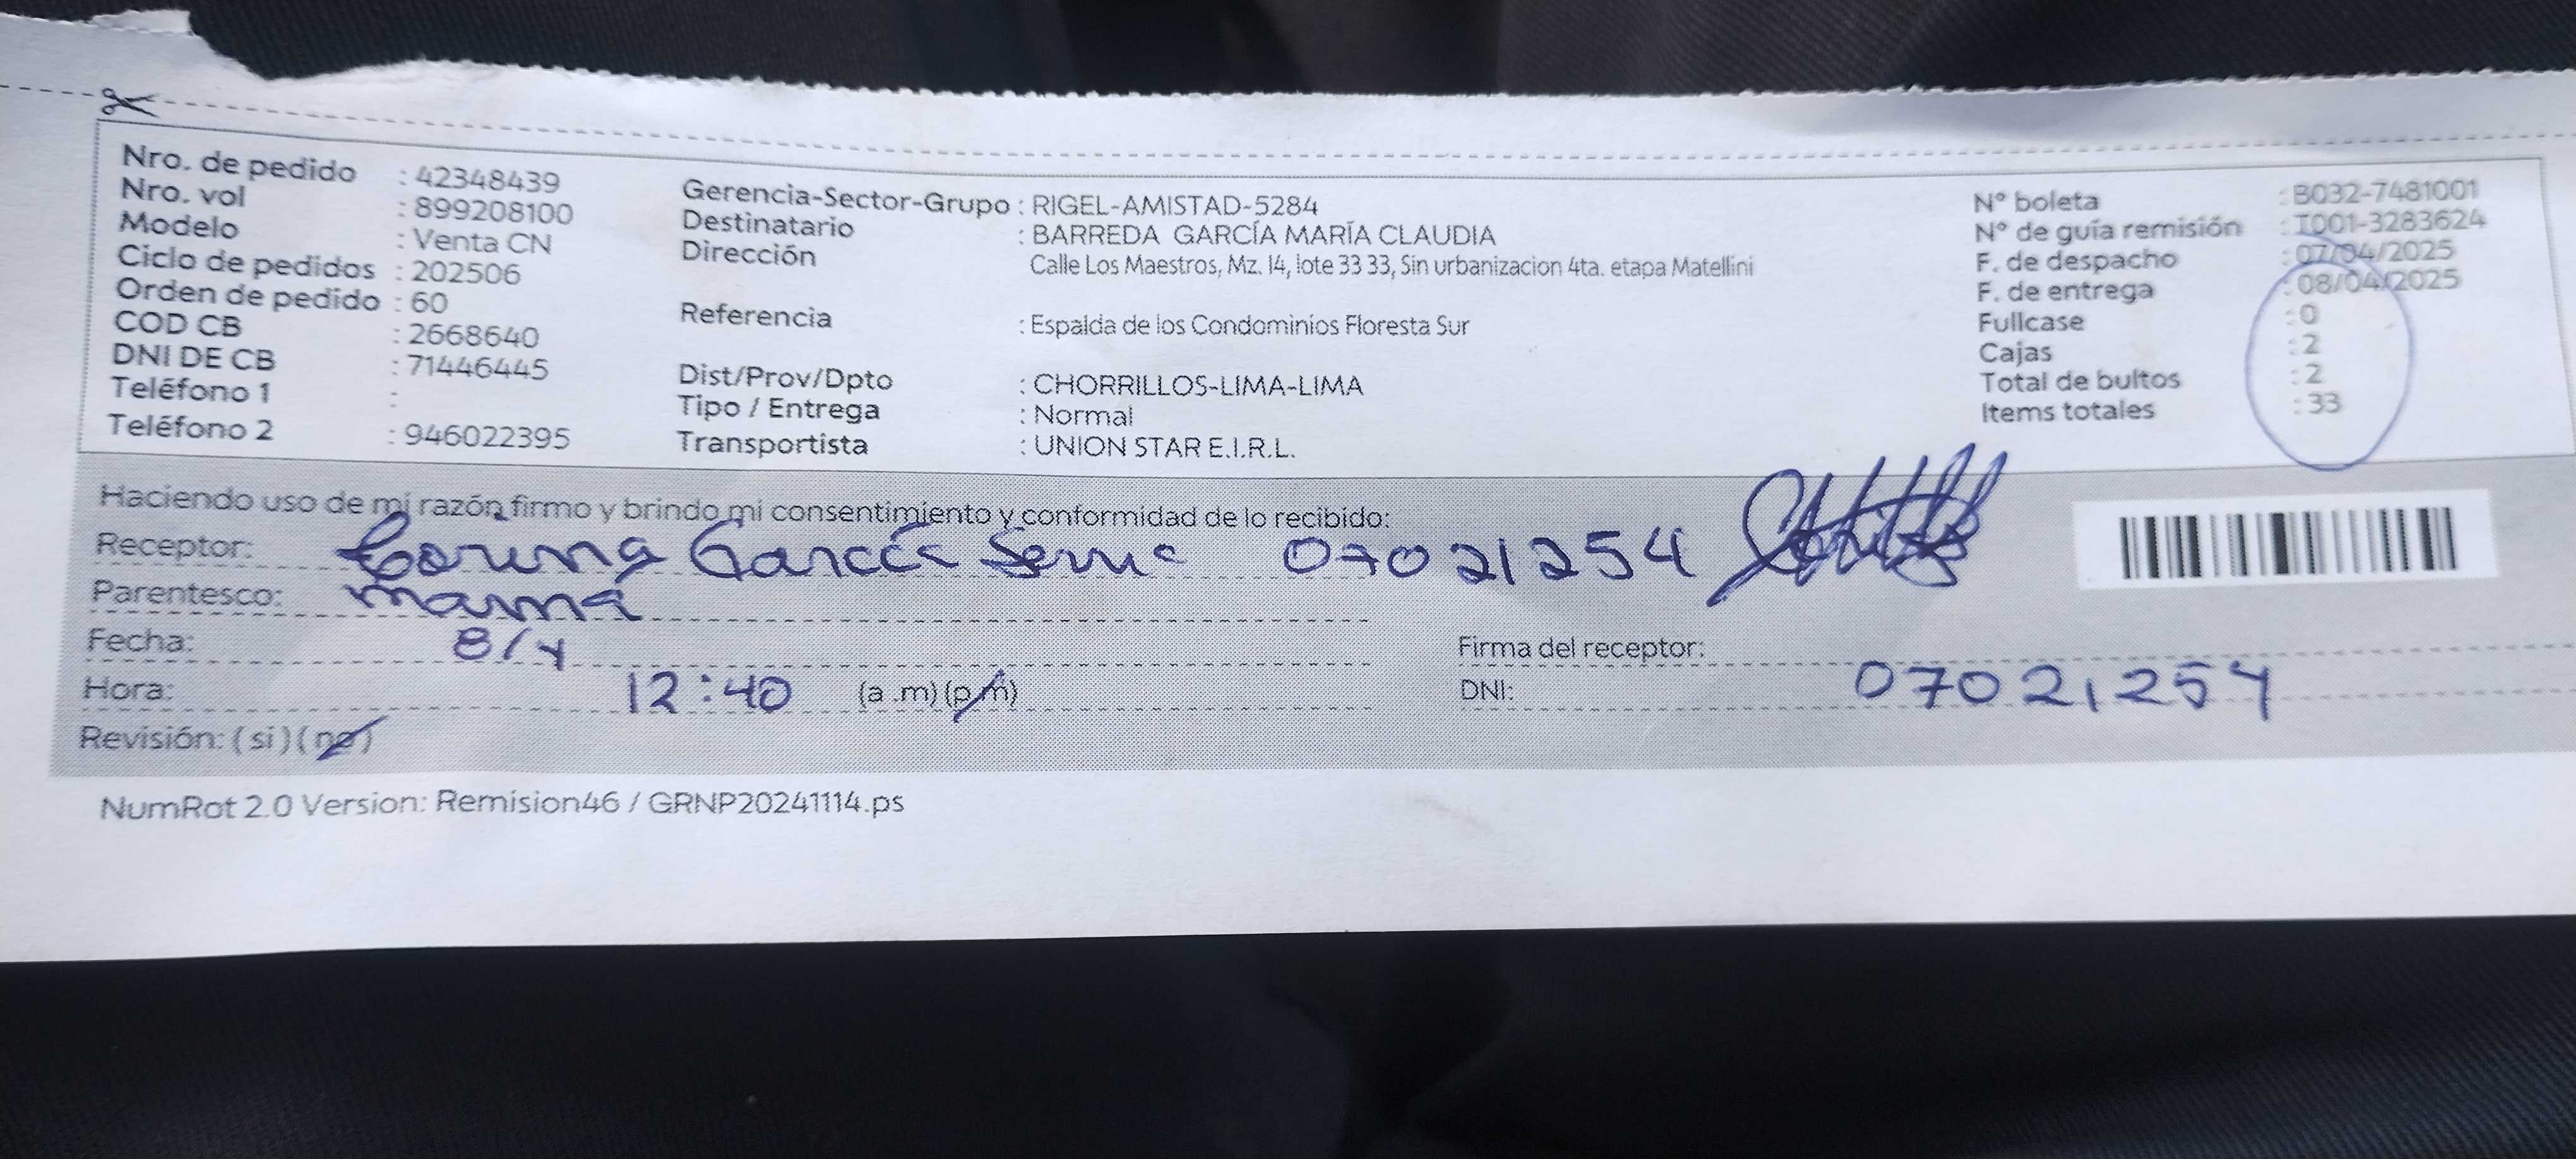 Nro. de pedido : 42348439
Nro. vol : 899208100
Modelo : Venta CN
Ciclo de pedidos : 202506
Orden de pedido : 60
COD CB : 2668640
DNI DE CB : 71446445
Teléfono 1 :
Teléfono 2 : 946022395
Gerencia-Sector-Grupo : RIGEL-AMISTAD-5284
Destinatario : BARREDA GARCÍA MARÍA CLAUDIA
Dirección Calle Los Maestros, Mz. I4, lote 33 33, Sin urbanizacion 4ta. etapa Matellini
Referencia : Espalda de los Condominios Floresta Sur
Dist/Prov/Dpto : CHORRILLOS-LIMA-LIMA
Tipo / Entrega : Normal
Transportista : UNION STAR E.I.R.L.
N° boleta : B032-7481001
N° de guía remisión : T001-3283624
F. de despacho : 07/04/2025
F. de entrega : 08/04/2025
Fullcase : 0
Cajas : 2
Total de bultos : 2
Items totales : 33
Haciendo uso de mi razón firmo y brindo mi consentimiento y conformidad de lo recibido:
Receptor: Corina García 07021254
Parentesco: mamá
Fecha: 8/4
Hora: 12:40 (a .m) (p.m)
Revisión: ( si ) ( no )
Firma del receptor:
DNI: 07021254
NumRot 2.0 Version: Remision46 / GRNP20241114.ps